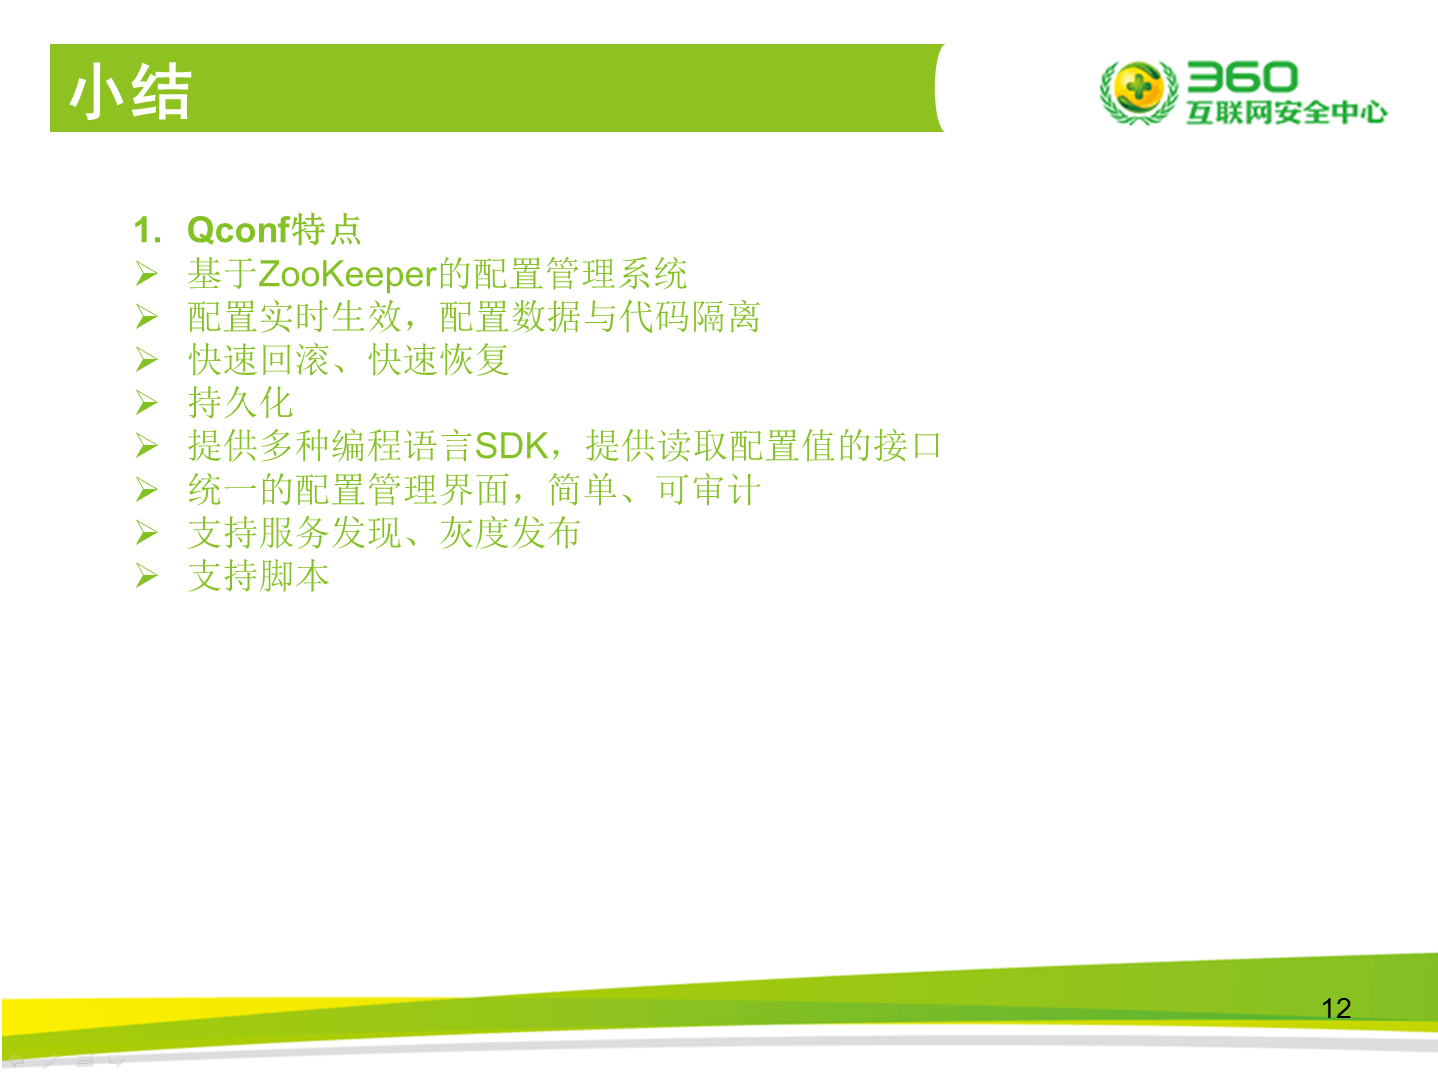 小结
360
互联网安全中心
1. Qconf特点
➢ 基于ZooKeeper的配置管理系统
➢ 配置实时生效，配置数据与代码隔离
➢ 快速回滚、快速恢复
➢ 持久化
➢ 提供多种编程语言SDK，提供读取配置值的接口
➢ 统一的配置管理界面，简单、可审计
➢ 支持服务发现、灰度发布
➢ 支持脚本
12